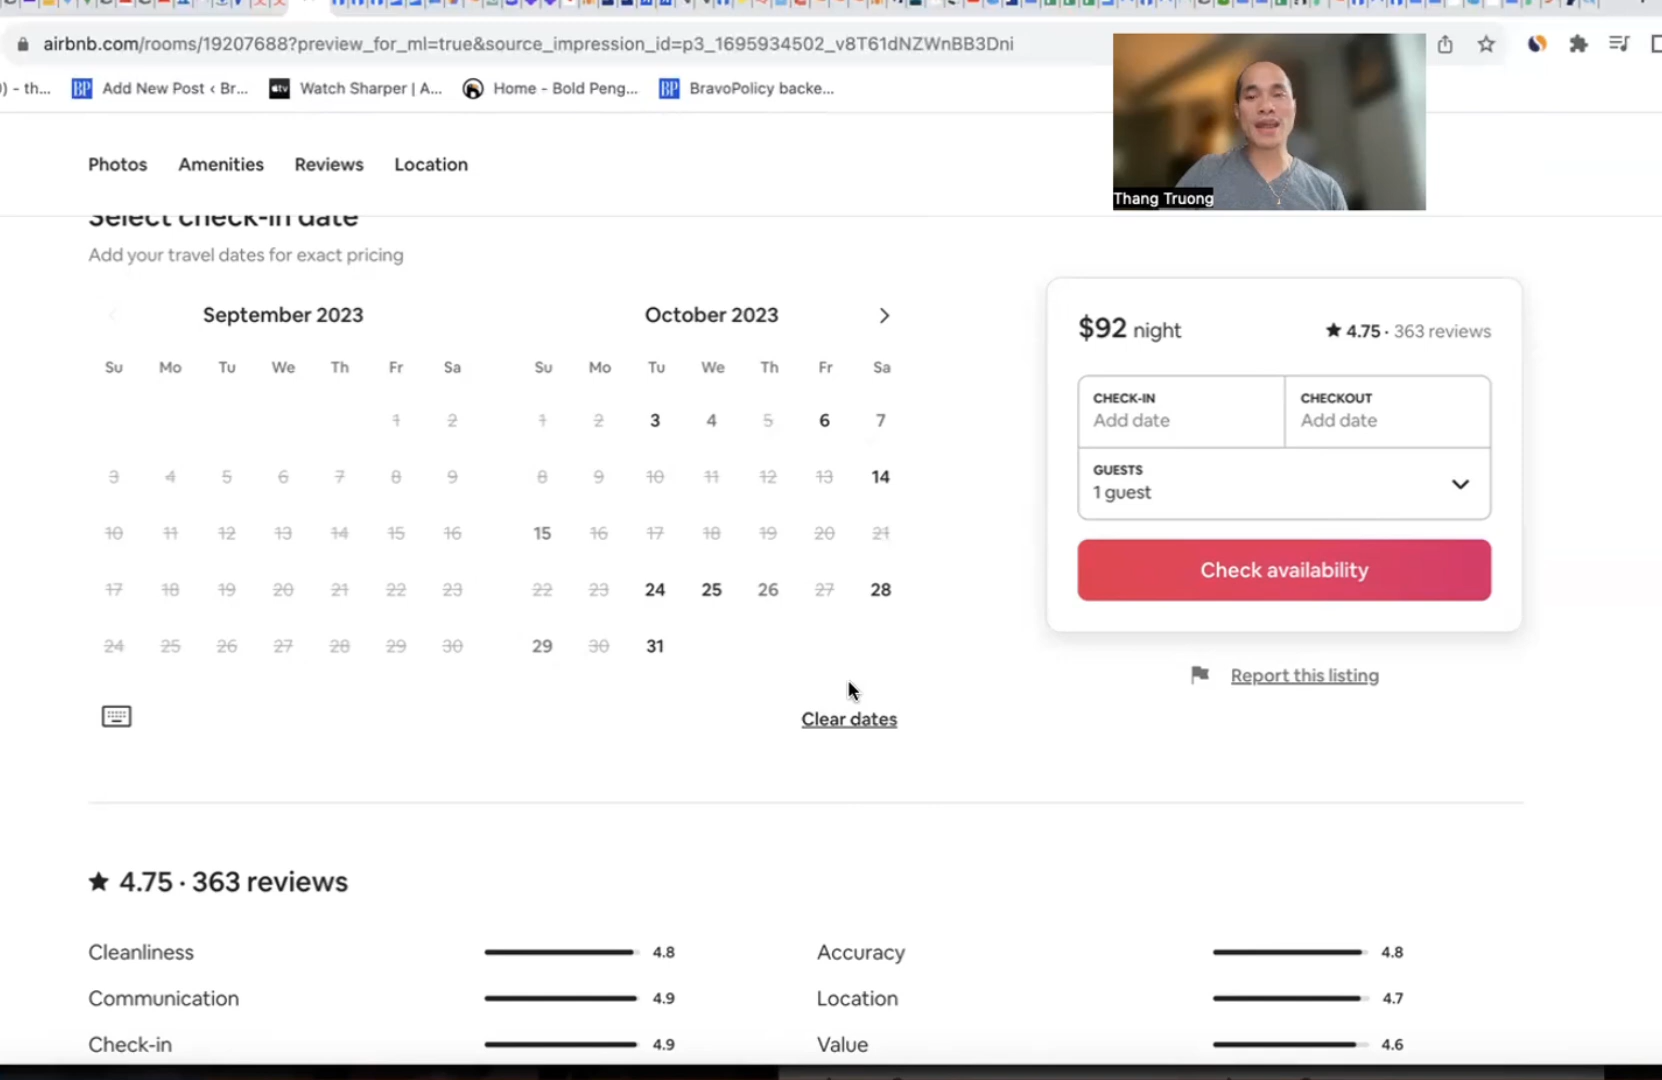 airbnb.com/rooms/19207688?preview_for_ml=true&source_impression_id=p3_1695934502_v8T61dNZWnBB3Dni
) - th... Add New Post ‹ Br... Watch Sharper | A... Home - Bold Peng... BravoPolicy backe...
Photos Amenities Reviews Location
Thang Truong
Select check-in date
Add your travel dates for exact pricing
September 2023
Su Mo Tu We Th Fr Sa
1 2
3 4 5 6 7 8 9
10 11 12 13 14 15 16
17 18 19 20 21 22 23
24 25 26 27 28 29 30
October 2023
Su Mo Tu We Th Fr Sa
1 2 3 4 5 6 7
8 9 10 11 12 13 14
15 16 17 18 19 20 21
22 23 24 25 26 27 28
29 30 31
Clear dates
$92 night ★ 4.75 · 363 reviews
CHECK-IN CHECKOUT
Add date Add date
GUESTS
1 guest
Check availability
Report this listing
★ 4.75 · 363 reviews
Cleanliness 4.8 Accuracy 4.8
Communication 4.9 Location 4.7
Check-in 4.9 Value 4.6